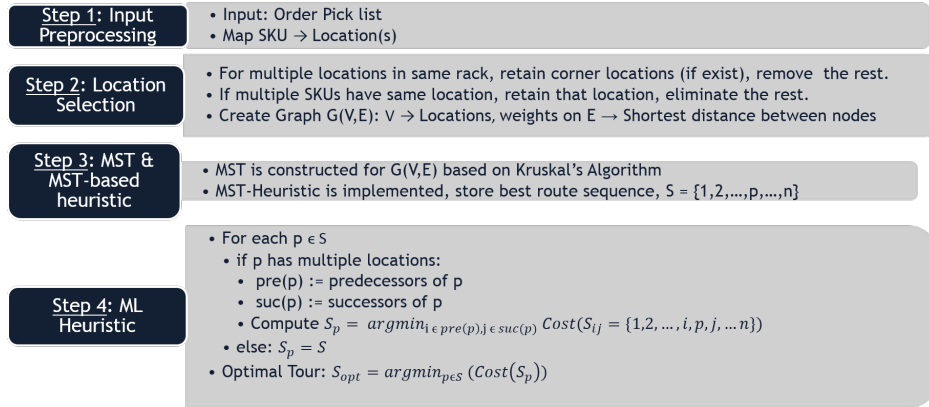 Step 1: Input
Preprocessing
• Input: Order Pick list
• Map SKU → Location(s)
Step 2: Location
Selection
• For multiple locations in same rack, retain corner locations (if exist), remove the rest.
• If multiple SKUs have same location, retain that location, eliminate the rest.
• Create Graph G(V,E): V → Locations, weights on E → Shortest distance between nodes
Step 3: MST &
MST-based
heuristic
• MST is constructed for G(V,E) based on Kruskal's Algorithm
• MST-Heuristic is implemented, store best route sequence, S = {1,2,…,p,…,n}
Step 4: ML
Heuristic
• For each p ϵ S
• if p has multiple locations:
• pre(p) := predecessors of p
• suc(p) := successors of p
• Compute S_p = argmin_{i ϵ pre(p),j ϵ suc(p)} Cost(S_{ij} = {1,2, … , i, p, j, … n})
• else: S_p = S
• Optimal Tour: S_{opt} = argmin_{pϵS} (Cost(S_p))